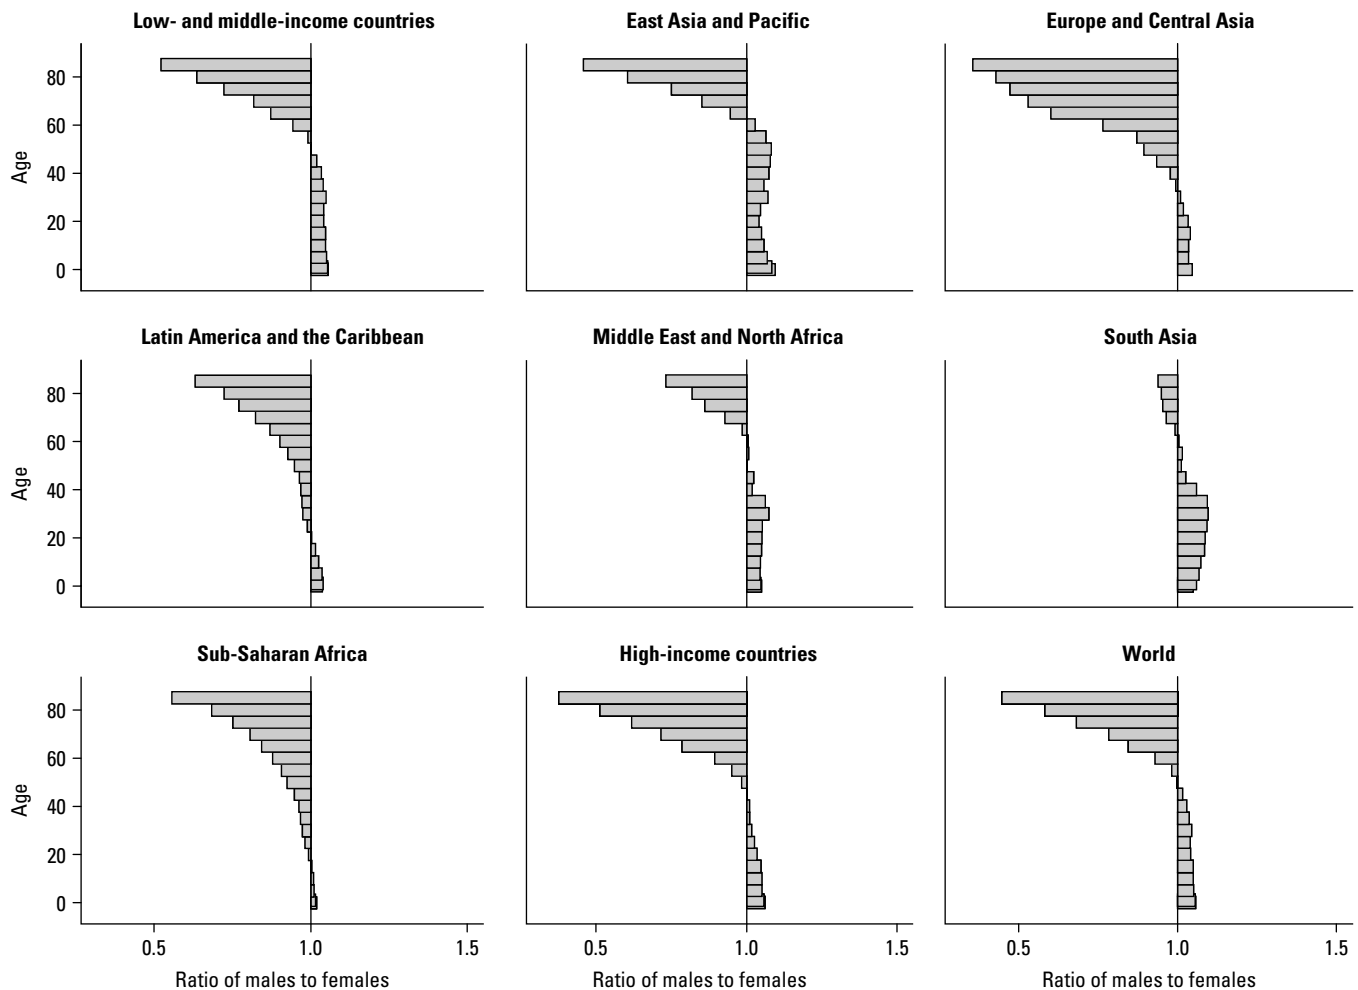 Low- and middle-income countries
East Asia and Pacific
Europe and Central Asia
Age
80
60
40
20
0
Latin America and the Caribbean
Middle East and North Africa
South Asia
Age
80
60
40
20
0
Sub-Saharan Africa
High-income countries
World
Age
80
60
40
20
0
0.5 1.0 1.5
0.5 1.0 1.5
0.5 1.0 1.5
Ratio of males to females
Ratio of males to females
Ratio of males to females